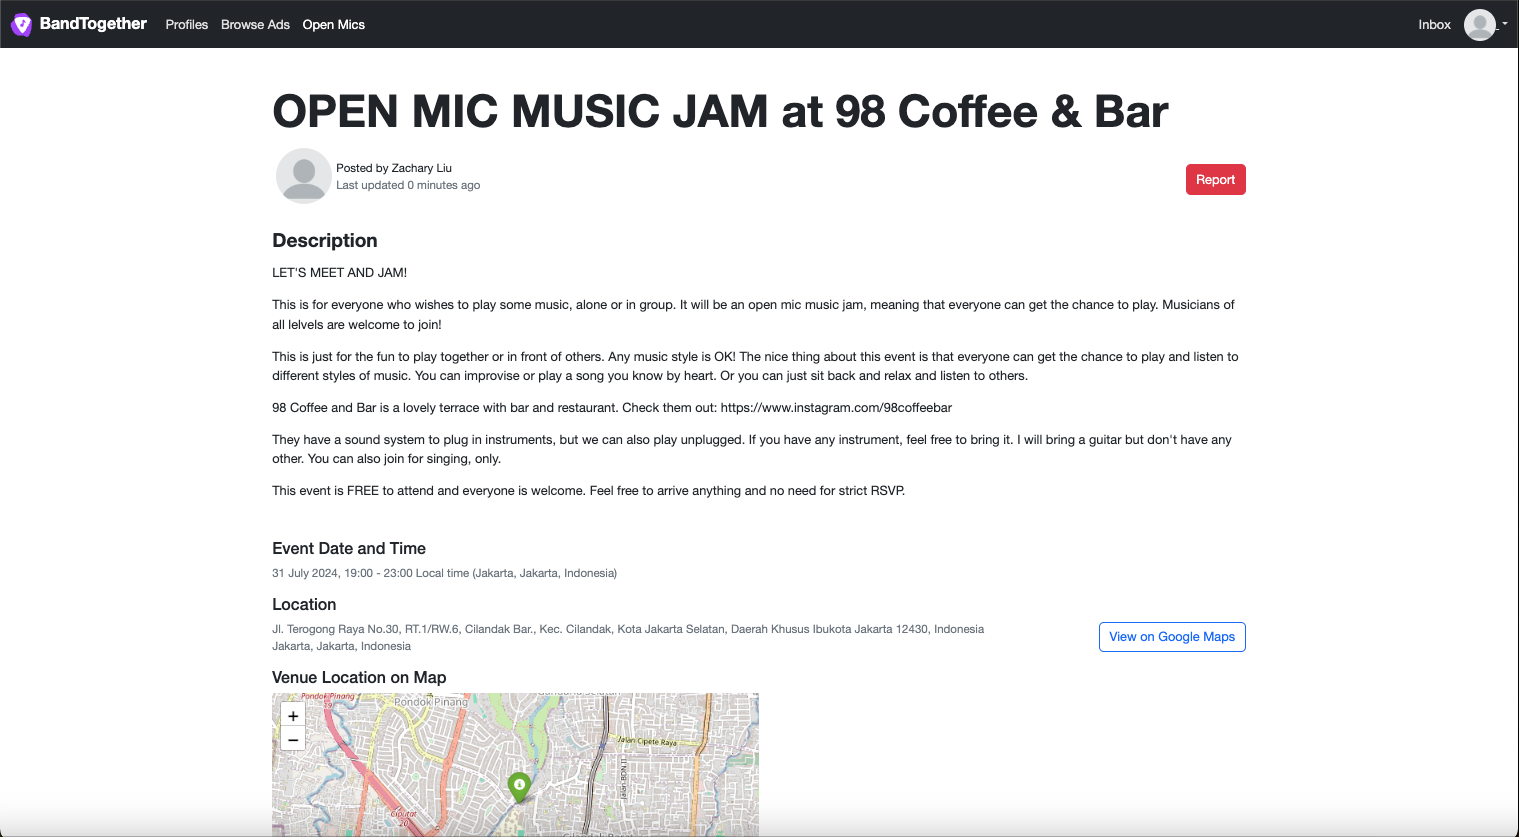 BandTogether Profiles Browse Ads Open Mics Inbox
OPEN MIC MUSIC JAM at 98 Coffee & Bar
Posted by Zachary Liu
Last updated 0 minutes ago
Report
Description
LET'S MEET AND JAM!
This is for everyone who wishes to play some music, alone or in group. It will be an open mic music jam, meaning that everyone can get the chance to play. Musicians of
all lelvels are welcome to join!
This is just for the fun to play together or in front of others. Any music style is OK! The nice thing about this event is that everyone can get the chance to play and listen to
different styles of music. You can improvise or play a song you know by heart. Or you can just sit back and relax and listen to others.
98 Coffee and Bar is a lovely terrace with bar and restaurant. Check them out: https://www.instagram.com/98coffeebar
They have a sound system to plug in instruments, but we can also play unplugged. If you have any instrument, feel free to bring it. I will bring a guitar but don't have any
other. You can also join for singing, only.
This event is FREE to attend and everyone is welcome. Feel free to arrive anything and no need for strict RSVP.
Event Date and Time
31 July 2024, 19:00 - 23:00 Local time (Jakarta, Jakarta, Indonesia)
Location
Jl. Terogong Raya No.30, RT.1/RW.6, Cilandak Bar., Kec. Cilandak, Kota Jakarta Selatan, Daerah Khusus Ibukota Jakarta 12430, Indonesia
Jakarta, Jakarta, Indonesia
View on Google Maps
Venue Location on Map
Pondok Pinang
19
Pondok Pinang
+
−
Jalan Cipete Raya
Ciputat
20